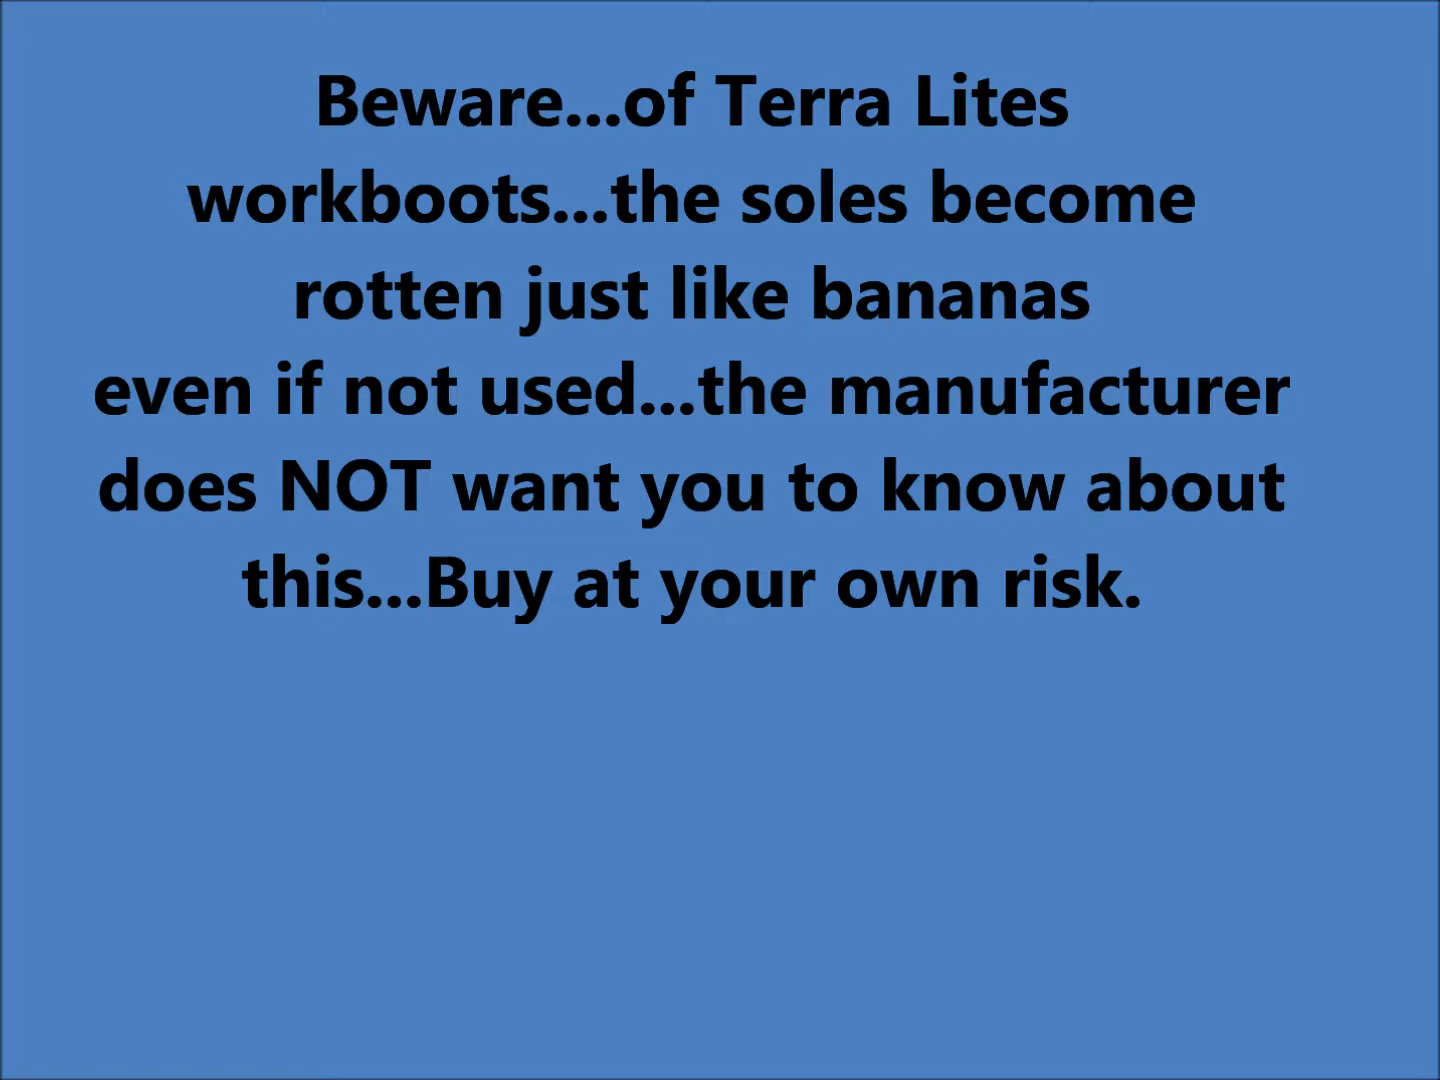 Beware...of Terra Lites
workboots...the soles become
rotten just like bananas
even if not used...the manufacturer
does NOT want you to know about
this...Buy at your own risk.